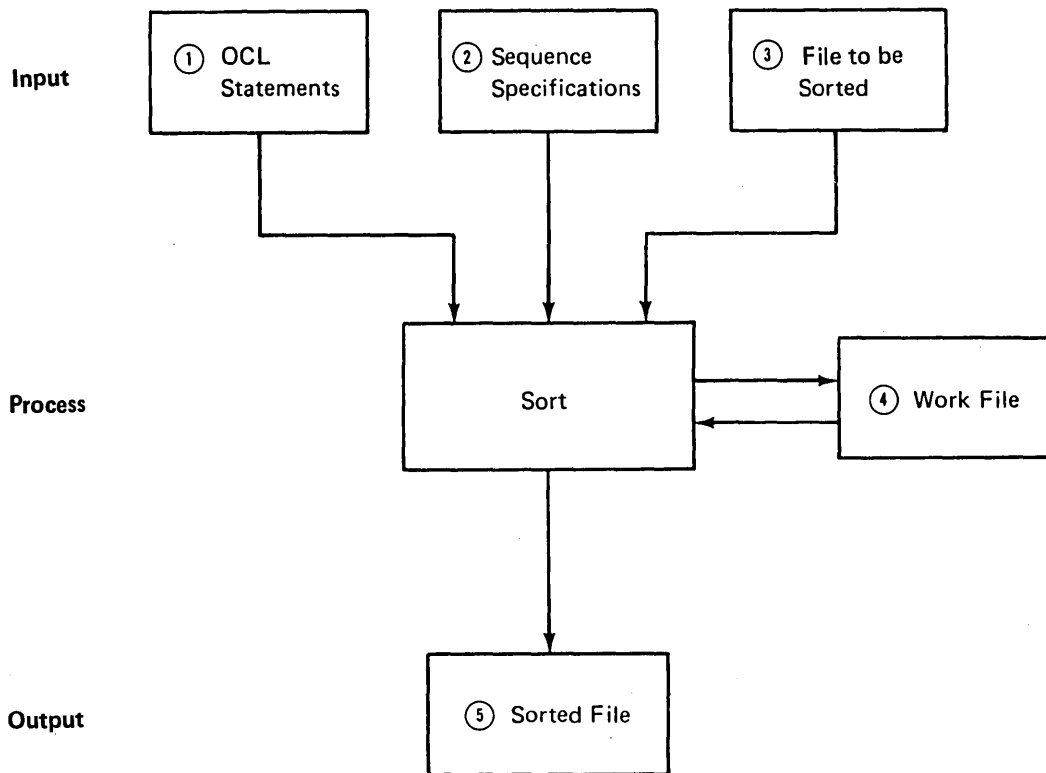 Input
① OCL
Statements
② Sequence
Specifications
③ File to be
Sorted
Process
Sort
④ Work File
Output
⑤ Sorted File